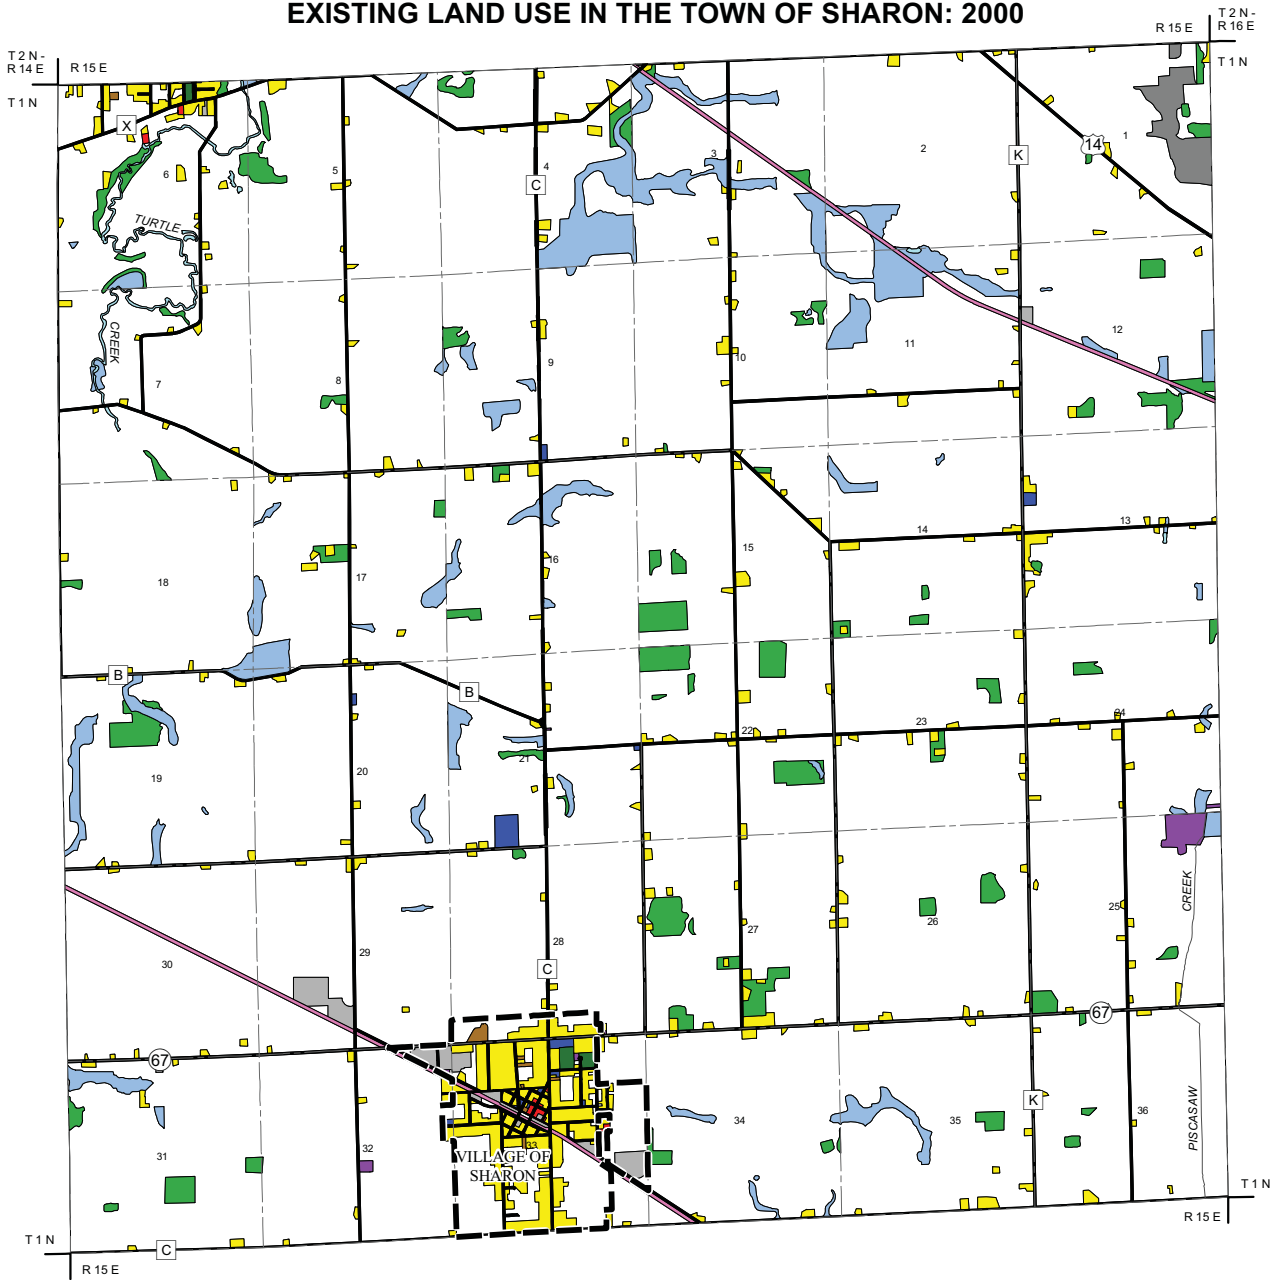 EXISTING LAND USE IN THE TOWN OF SHARON: 2000
T 2 N -
R 14 E
R 15 E
T 1 N
R 15 E
T 2 N -
R 16 E
T 1 N
X
6
5
4
3
2
1
14
K
C
TURTLE
CREEK
7
8
9
10
11
12
18
17
16
15
14
13
B
B
19
20
21
22
23
24
30
29
28
27
26
25
CREEK
C
67
67
31
32
33
34
35
36
K
VILLAGE OF
SHARON
PISCASAW
T 1 N
R 15 E
C
T 1 N
R 15 E